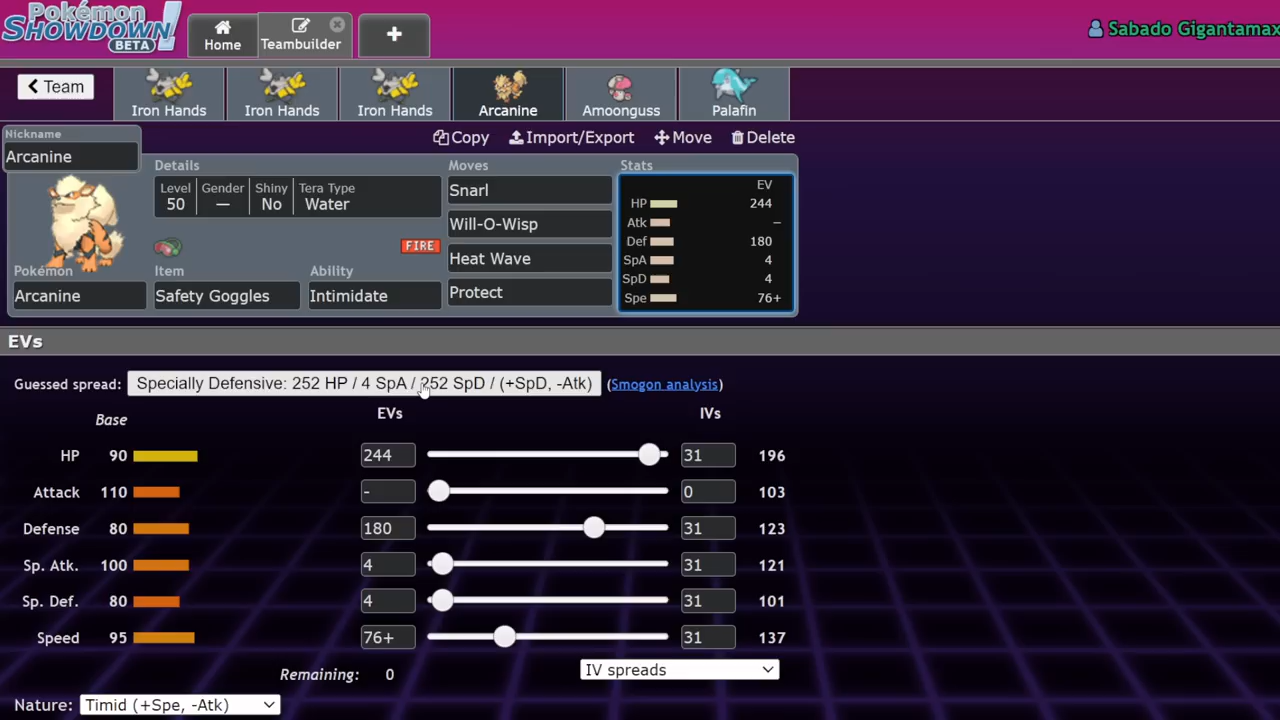 Pokémon
SHOWDOWN!
BETA
Home
Teambuilder
+
Sabado Gigantamax
Team
Iron Hands
Iron Hands
Iron Hands
Arcanine
Amoonguss
Palafin
Copy
Import/Export
Move
Delete
Nickname
Arcanine
Details
Level
Gender
Shiny
Tera Type
50
—
No
Water
FIRE
Pokémon
Item
Ability
Arcanine
Safety Goggles
Intimidate
Moves
Snarl
Will-O-Wisp
Heat Wave
Protect
Stats
EV
HP 244
Atk –
Def 180
SpA 4
SpD 4
Spe 76+
EVs
Guessed spread: Specially Defensive: 252 HP / 4 SpA / 252 SpD / (+SpD, -Atk) (Smogon analysis)
Base EVs IVs
HP 90 244 31 196
Attack 110 - 0 103
Defense 80 180 31 123
Sp. Atk. 100 4 31 121
Sp. Def. 80 4 31 101
Speed 95 76+ 31 137
Remaining: 0 IV spreads
Nature: Timid (+Spe, -Atk)